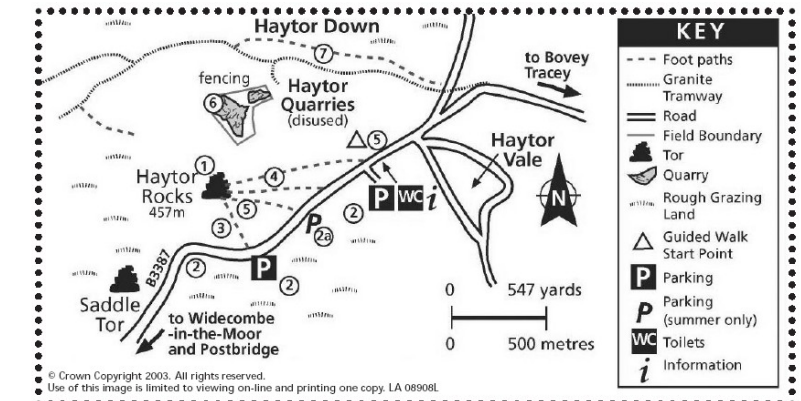 Haytor Down
7
to Bovey
Tracey
fencing
6
Haytor
Quarries
(disused)
5
Haytor
Vale
1
Haytor
Rocks
457m
4
5
3
P
2a
2
P WC i
N
B3387
2
P
2
Saddle
Tor
to Widecombe
-in-the-Moor
and Postbridge
0 547 yards
0 500 metres
KEY
Foot paths
Granite
Tramway
Road
Field Boundary
Tor
Quarry
Rough Grazing
Land
Guided Walk
Start Point
P Parking
P Parking
(summer only)
WC Toilets
i Information
© Crown Copyright 2003. All rights reserved.
Use of this image is limited to viewing on-line and printing one copy. LA 08908L